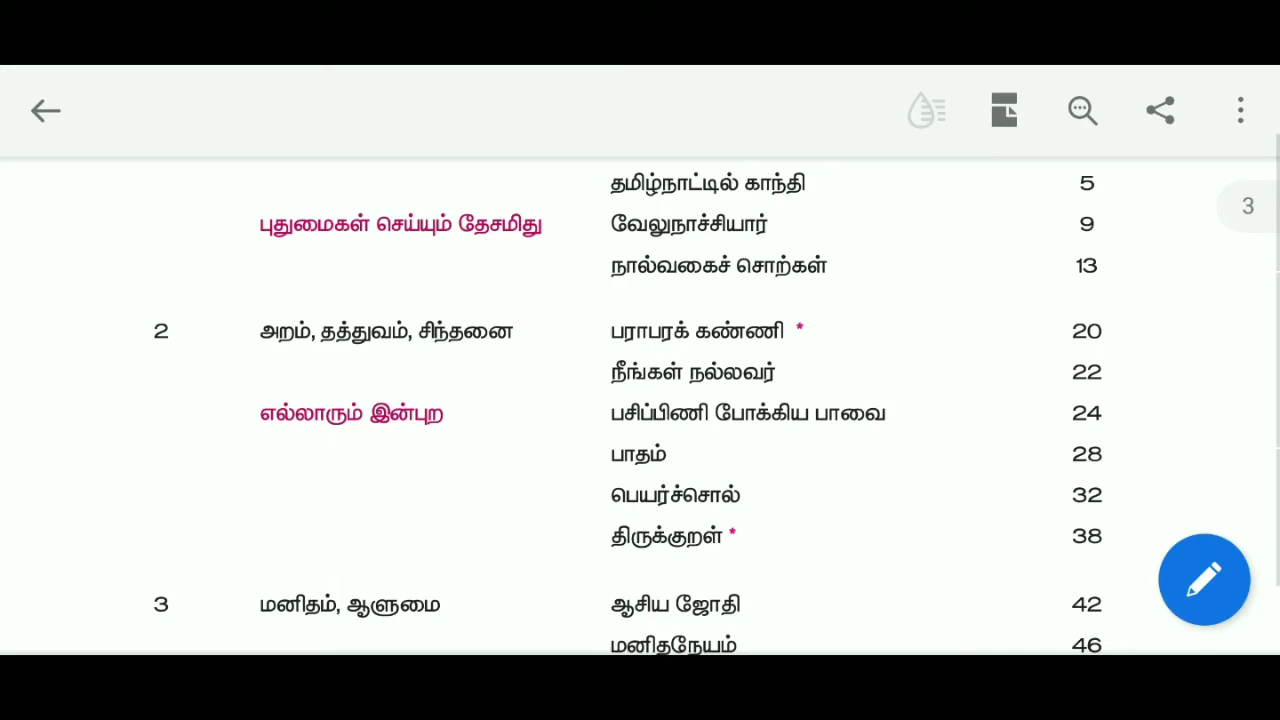 தமிழ்நாட்டில் காந்தி 5
3
புதுமைகள் செய்யும் தேசமிது வேலுநாச்சியார் 9
நால்வகைச் சொற்கள் 13
2 அறம், தத்துவம், சிந்தனை பராபரக் கண்ணி * 20
நீங்கள் நல்லவர் 22
எல்லாரும் இன்புற பசிப்பிணி போக்கிய பாவை 24
பாதம் 28
பெயர்ச்சொல் 32
திருக்குறள் * 38
3 மனிதம், ஆளுமை ஆசிய ஜோதி 42
மனிதநேயம் 46